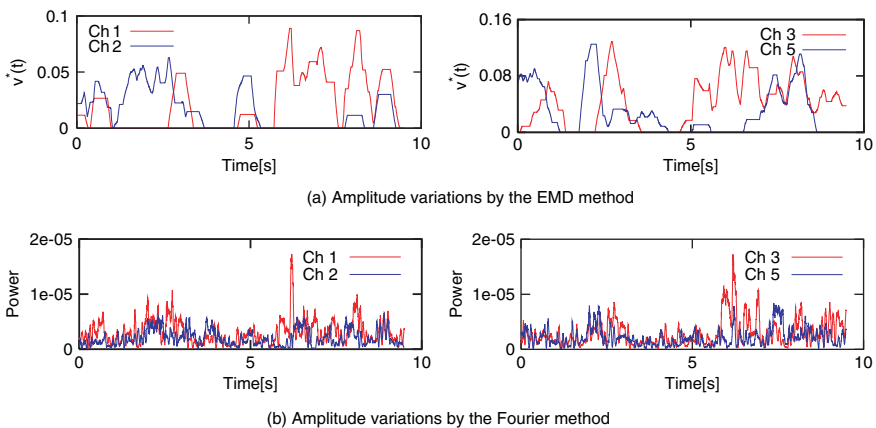 0.1
0.05
0
v*(t)
Ch 1
Ch 2
0 5 10
Time[s]
0.16
0.08
0
v*(t)
Ch 3
Ch 5
0 5 10
Time[s]
(a) Amplitude variations by the EMD method
2e-05
1e-05
0
Power
Ch 1
Ch 2
0 5 10
Time[s]
2e-05
1e-05
0
Power
Ch 3
Ch 5
0 5 10
Time[s]
(b) Amplitude variations by the Fourier method